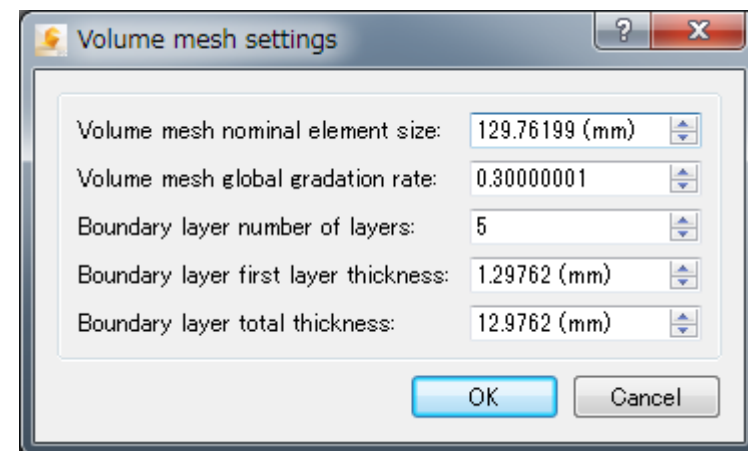 Volume mesh settings
Volume mesh nominal element size: 129.76199 (mm)
Volume mesh global gradation rate: 0.30000001
Boundary layer number of layers: 5
Boundary layer first layer thickness: 1.29762 (mm)
Boundary layer total thickness: 12.9762 (mm)
OK Cancel